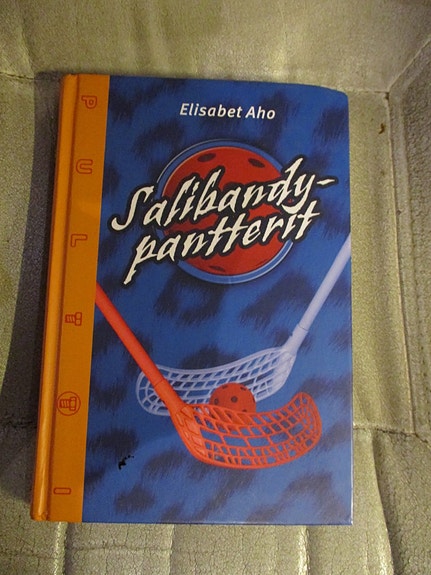 Elisabet Aho
Salibandy-
pantterit
PULTTI